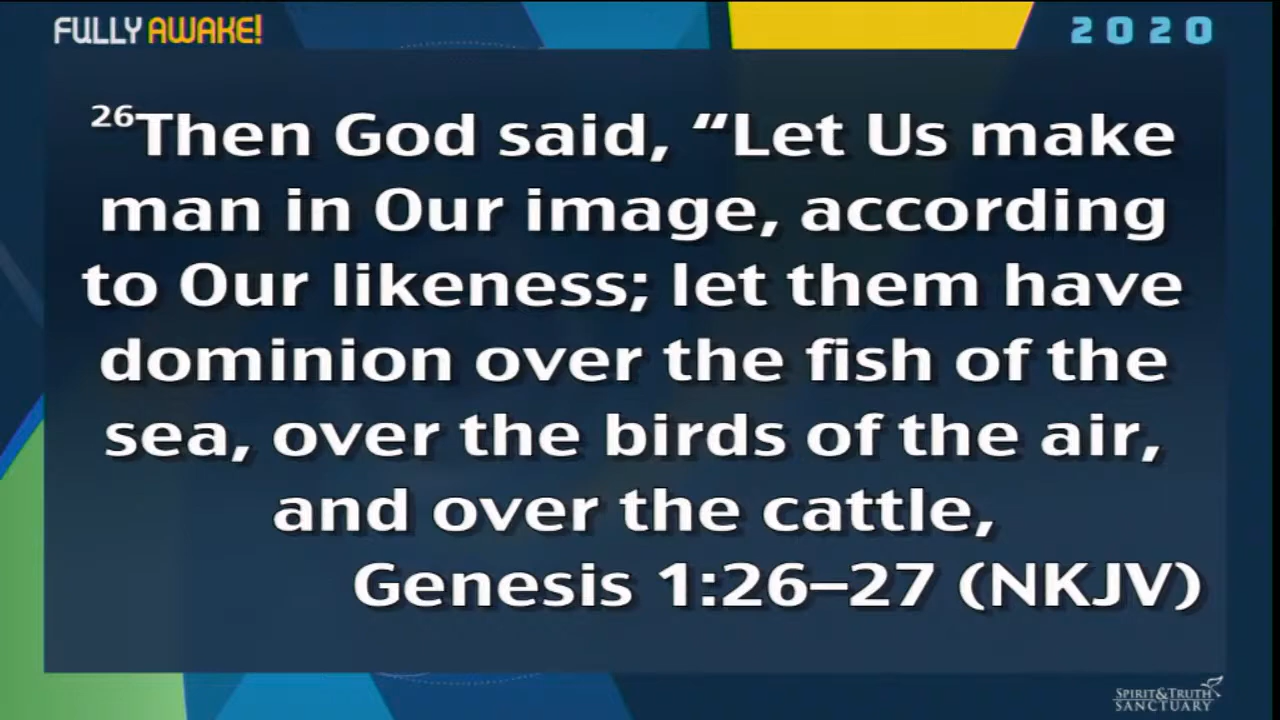 FULLY AWAKE!
2020
26Then God said, “Let Us make
man in Our image, according
to Our likeness; let them have
dominion over the fish of the
sea, over the birds of the air,
and over the cattle,
Genesis 1:26–27 (NKJV)
SPIRIT&TRUTH
SANCTUARY